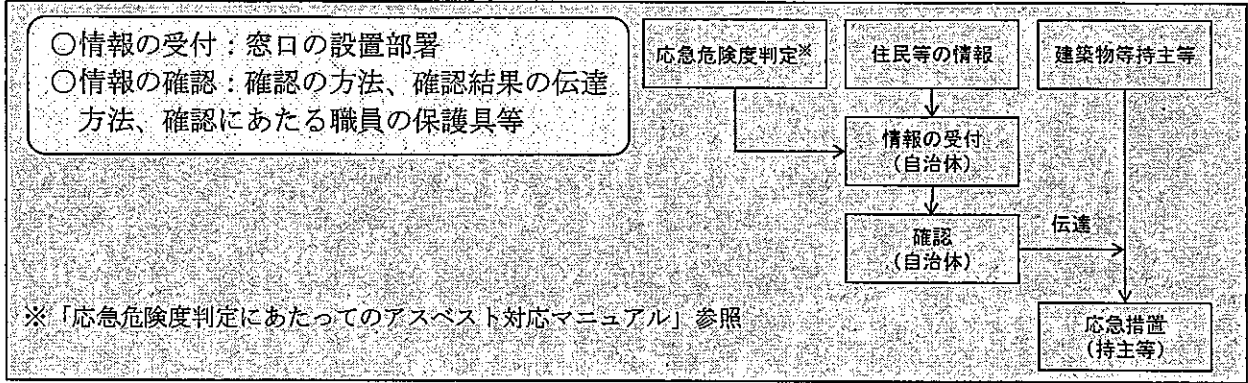 ○情報の受付：窓口の設置部署
○情報の確認：確認の方法、確認結果の伝達
方法、確認にあたる職員の保護具等
応急危険度判定※
住民等の情報
建築物等持主等
情報の受付
（自治体）
確認
（自治体）
伝達
応急措置
（持主等）
※「応急危険度判定にあたってのアスベスト対応マニュアル」参照